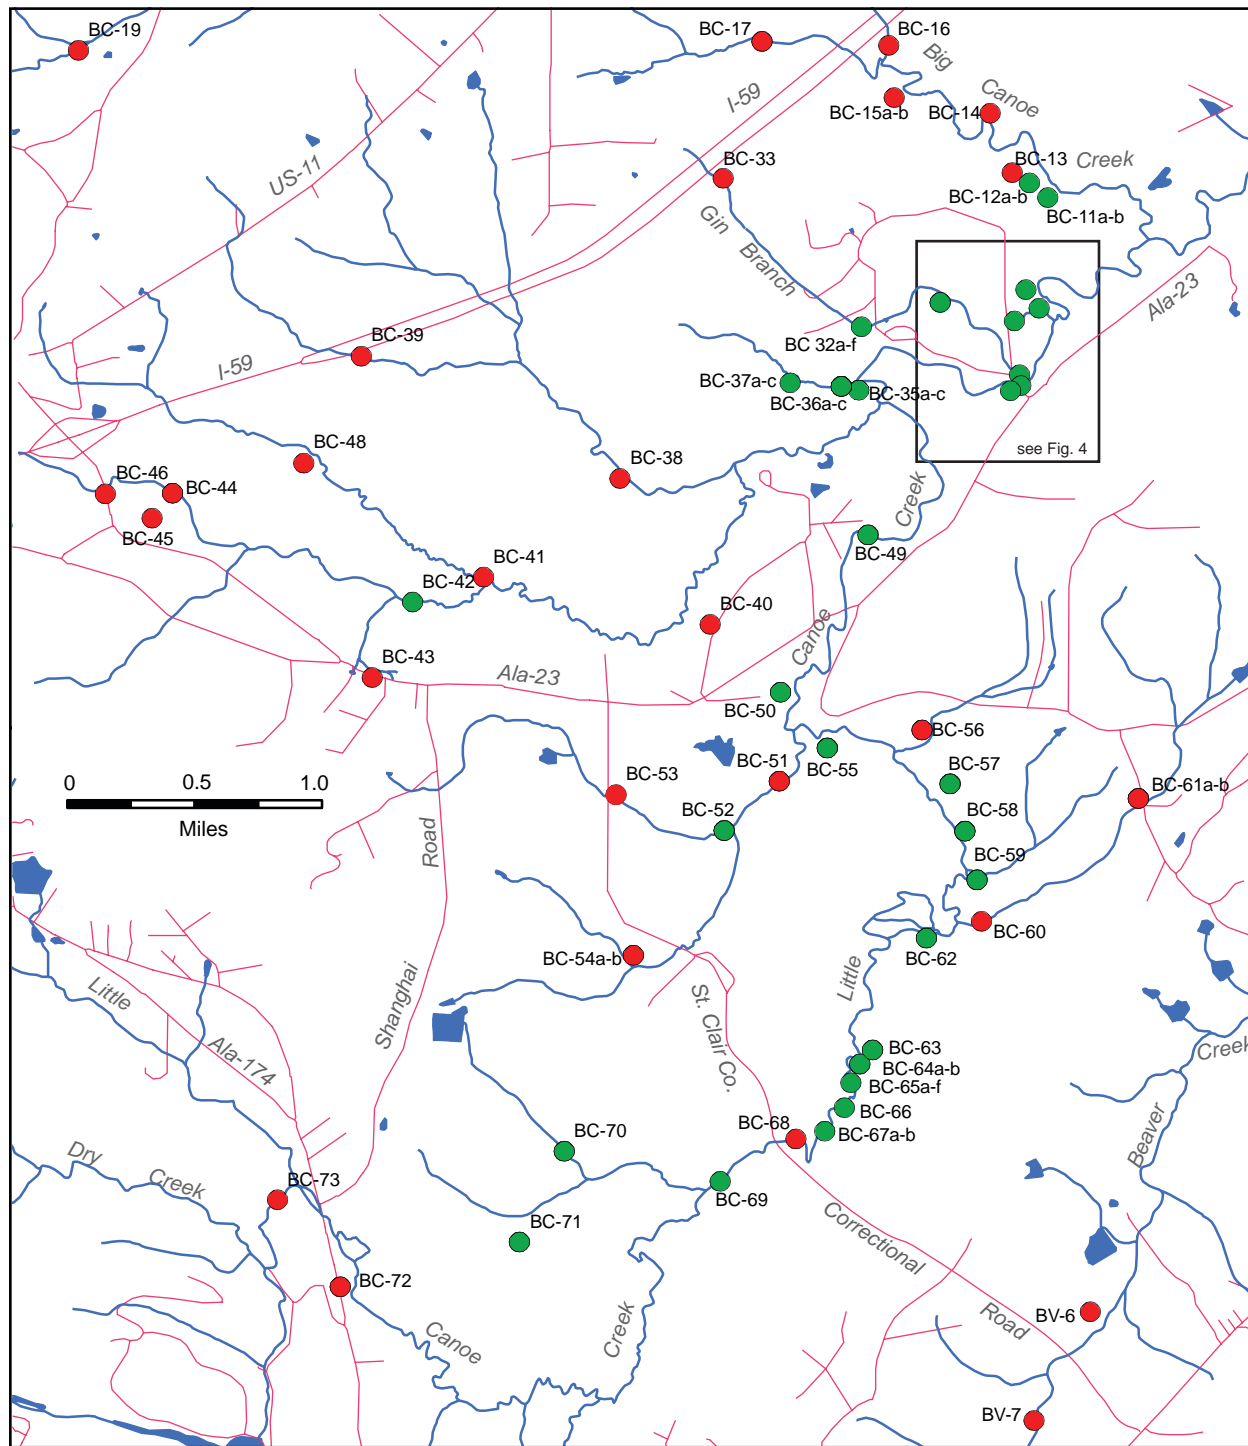 BC-19
BC-17
BC-16
Big
Canoe
Creek
I-59
BC-15a-b
BC-14
BC-13
BC-12a-b
BC-11a-b
US-11
BC-33
Gin
Branch
Ala-23
BC 32a-f
BC-39
I-59
BC-37a-c
BC-36a-c
BC-35a-c
see Fig. 4
BC-48
BC-38
BC-46
BC-44
BC-45
Creek
BC-49
BC-41
BC-42
BC-40
Canoe
BC-43
Ala-23
BC-50
BC-56
BC-55
BC-51
BC-53
BC-57
BC-61a-b
0
0.5
1.0
Miles
BC-52
BC-58
Road
BC-59
BC-60
BC-62
BC-54a-b
Little
Little
Shanghai
St. Clair Co.
Ala-174
BC-63
BC-64a-b
BC-65a-f
BC-66
BC-67a-b
BC-68
Creek
Beaver
BC-70
Dry
Creek
BC-73
BC-69
BC-71
Correctional
Road
BC-72
BV-6
Canoe
Creek
BV-7